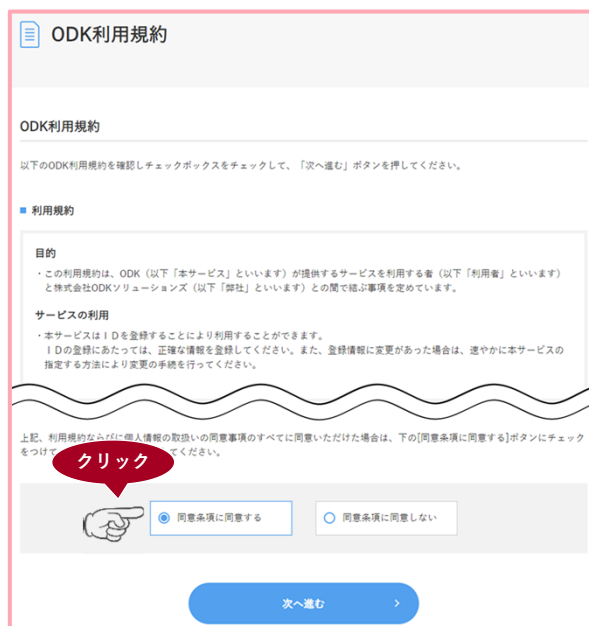 ODK利用規約
ODK利用規約
以下のODK利用規約を確認しチェックボックスをチェックして、「次へ進む」ボタンを押してください。
■ 利用規約
目的
・この利用規約は、ODK（以下「本サービス」といいます）が提供するサービスを利用する者（以下「利用者」といいます）
と株式会社ODKソリューションズ（以下「弊社」といいます）との間で結ぶ事項を定めています。
サービスの利用
・本サービスはＩＤを登録することにより利用することができます。
ＩＤの登録にあたっては、正確な情報を登録してください。また、登録情報に変更があった場合は、速やかに本サービスの
指定する方法により変更の手続を行ってください。
上記、利用規約ならびに個人情報の取扱いの同意事項のすべてに同意いただけた場合は、下の[同意条項に同意する]ボタンにチェック
をつけて
てください。
クリック
同意条項に同意する
同意条項に同意しない
次へ進む